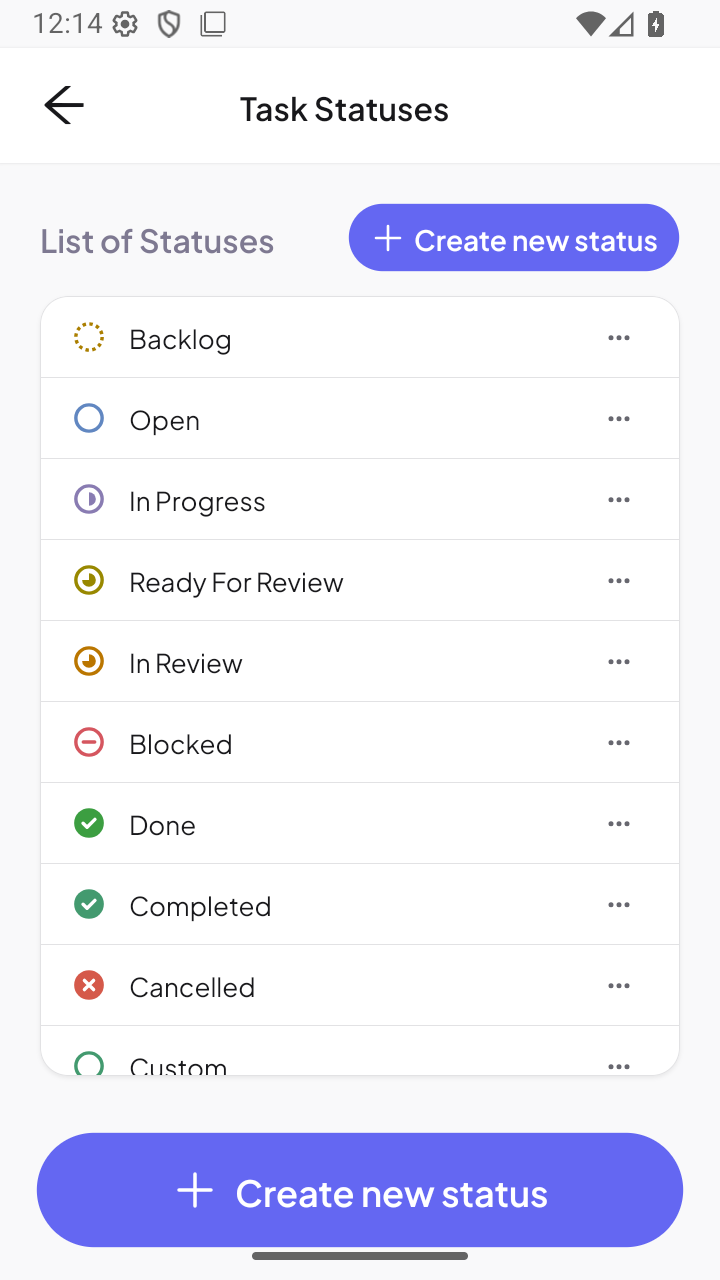 12:14
Task Statuses
List of Statuses
Create new status
Backlog
Open
In Progress
Ready For Review
In Review
Blocked
Done
Completed
Cancelled
Custom
Create new status